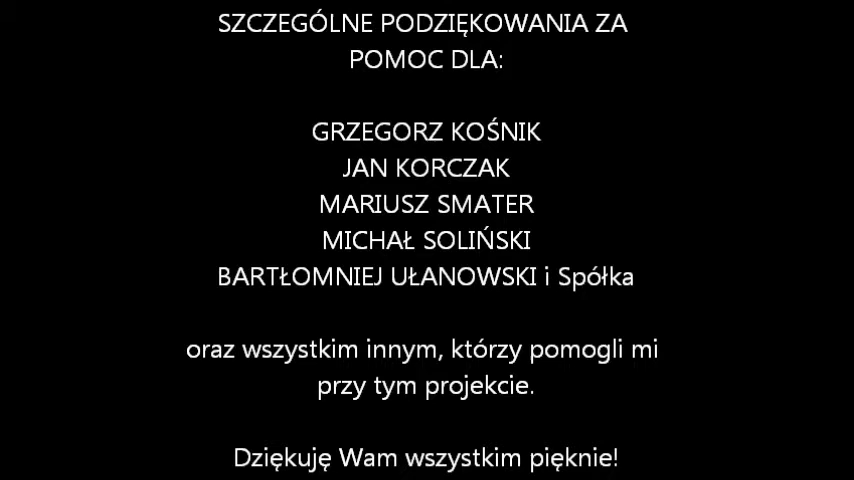 SZCZEGÓLNE PODZIĘKOWANIA ZA
POMOC DLA:
GRZEGORZ KOŚNIK
JAN KORCZAK
MARIUSZ SMATER
MICHAŁ SOLIŃSKI
BARTŁOMNIEJ UŁANOWSKI i Spółka
oraz wszystkim innym, którzy pomogli mi
przy tym projekcie.
Dziękuję Wam wszystkim pięknie!